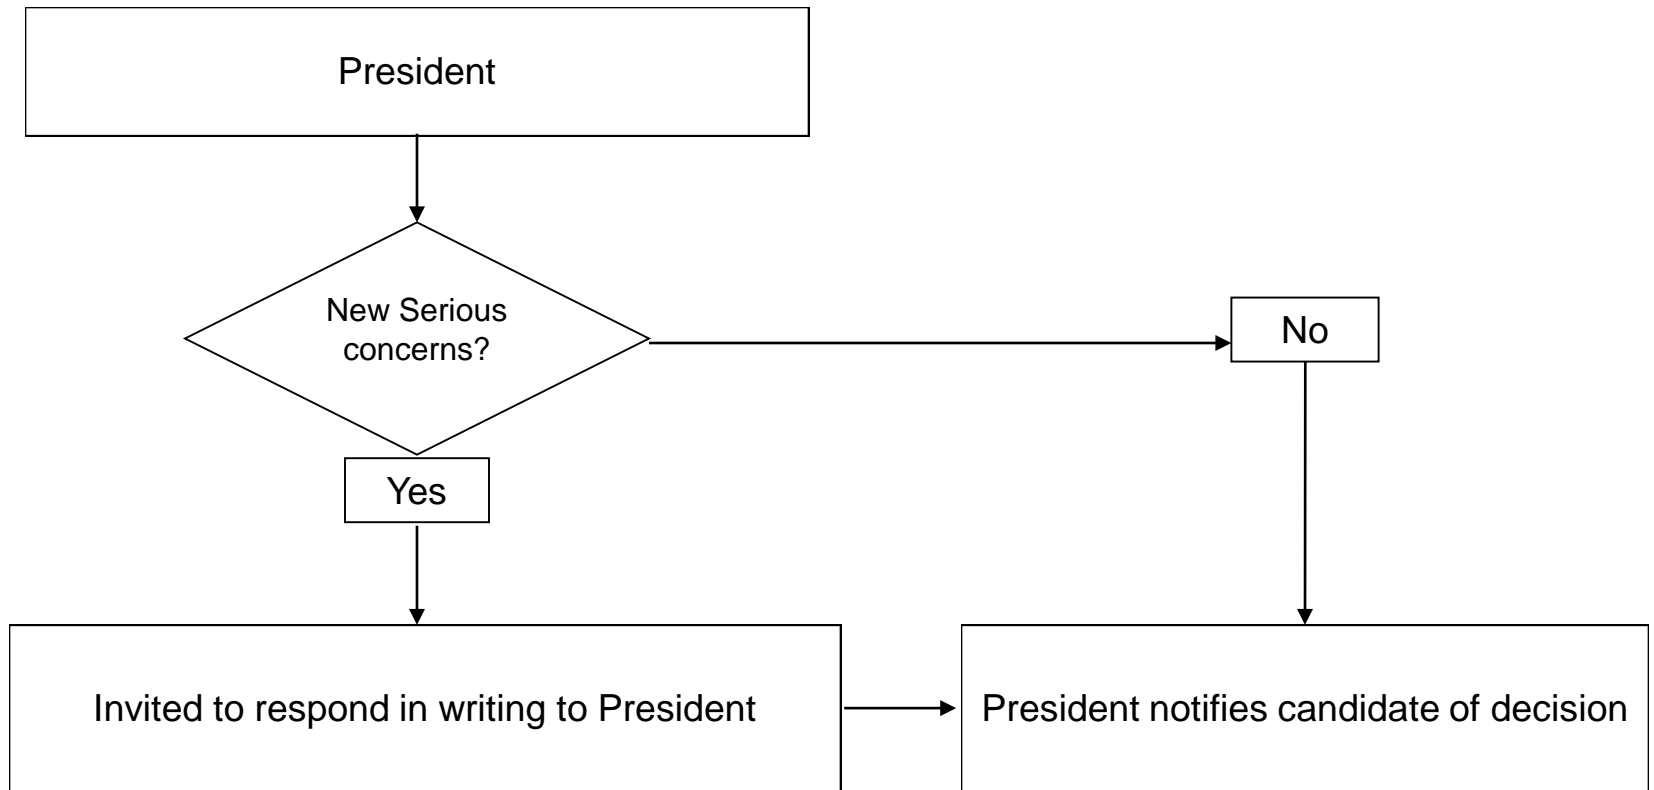 President
New Serious
concerns?
No
Yes
Invited to respond in writing to President
President notifies candidate of decision